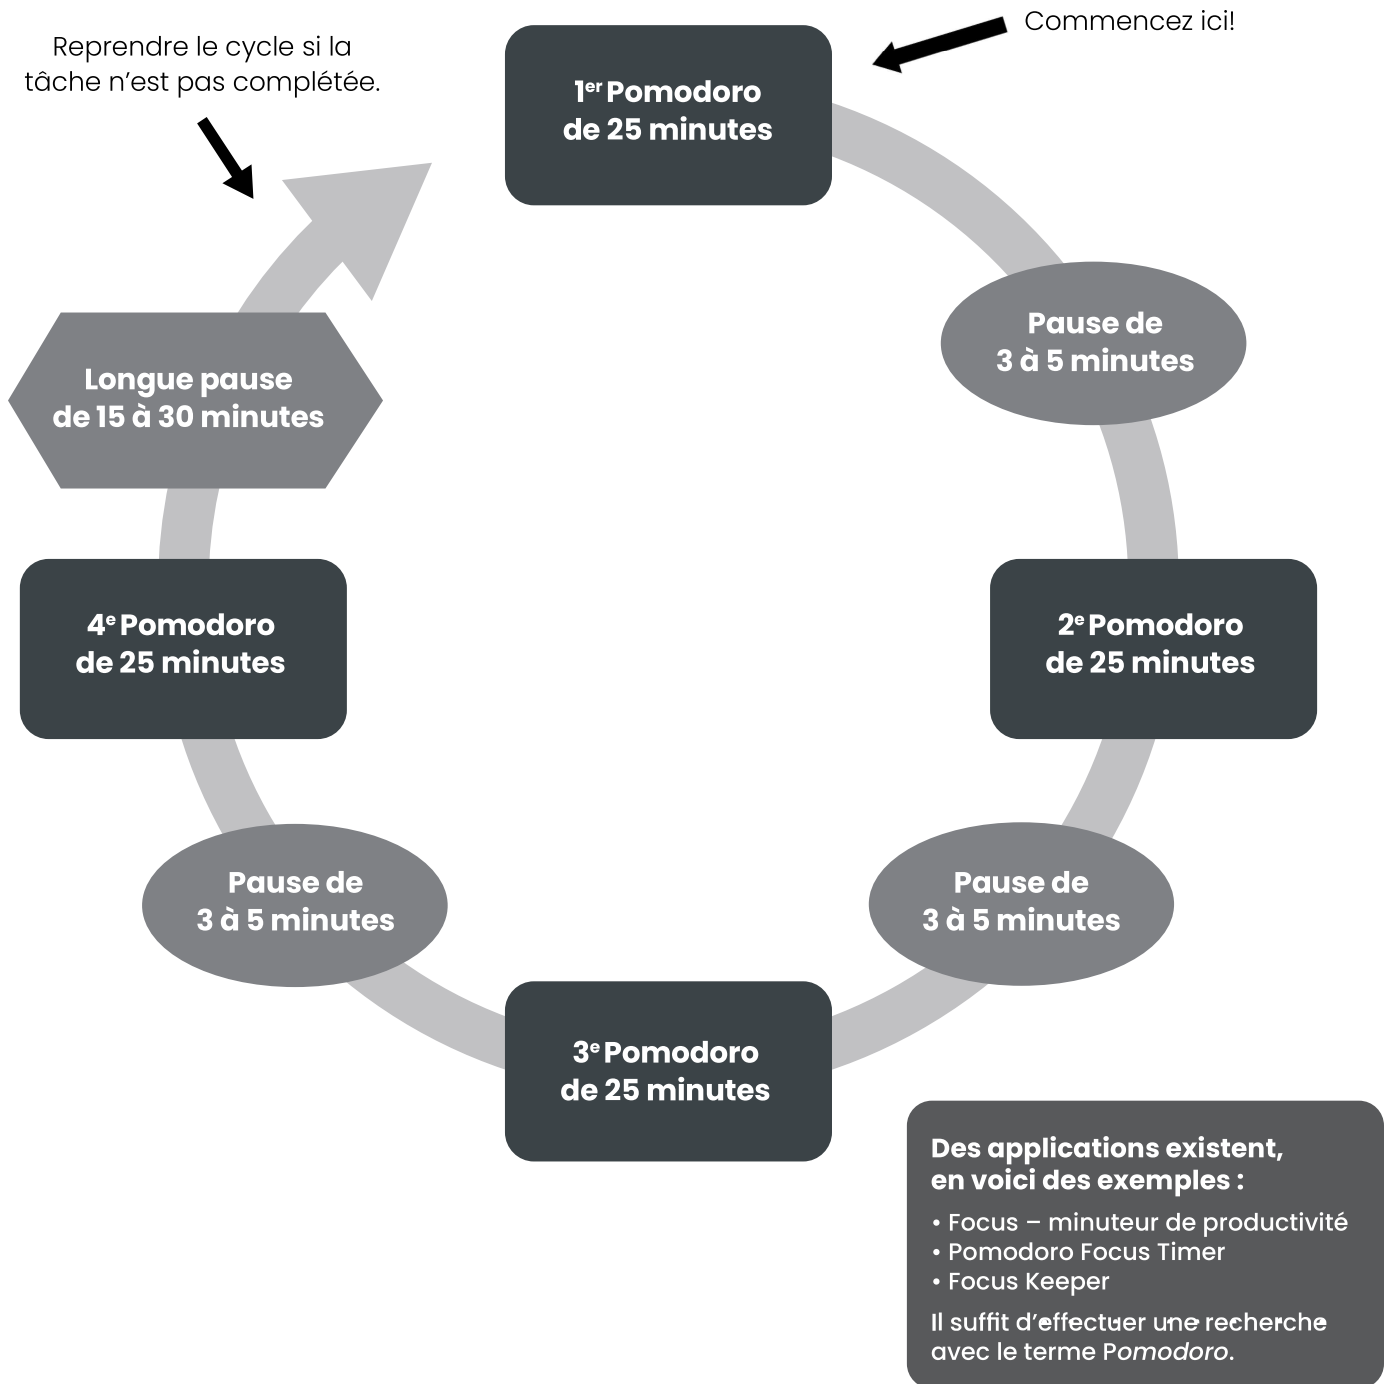 Commencez ici!
Reprendre le cycle si la
tâche n’est pas complétée.
1er Pomodoro
de 25 minutes
Pause de
3 à 5 minutes
2e Pomodoro
de 25 minutes
Pause de
3 à 5 minutes
3e Pomodoro
de 25 minutes
Pause de
3 à 5 minutes
4e Pomodoro
de 25 minutes
Longue pause
de 15 à 30 minutes
Des applications existent,
en voici des exemples :
• Focus – minuteur de productivité
• Pomodoro Focus Timer
• Focus Keeper
Il suffit d’effectuer une recherche
avec le terme Pomodoro.